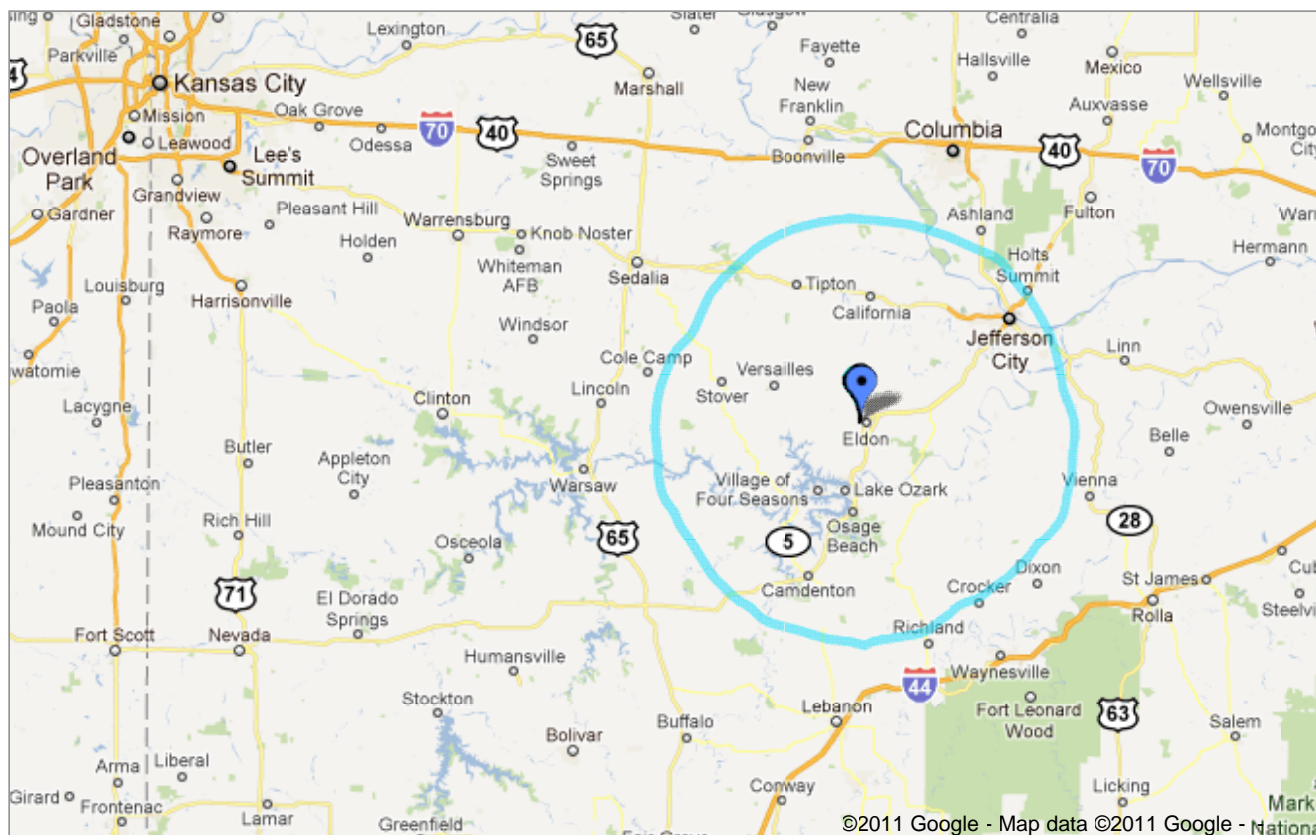 Gladstone
Parkville
Kansas City
Mission
Leawood
Overland
Park
Lee's
Summit
Grandview
Gardner
Raymore
Pleasant Hill
Oak Grove
Odessa
Lexington
70
40
65
Slater
Marshall
Sweet
Springs
Fayette
New
Franklin
Boonville
Centralia
Hallsville
Columbia
Mexico
Auxvasse
Wellsville
40
70
Holden
Warrensburg
Knob Noster
Whiteman
AFB
Sedalia
Ashland
Fulton
Holts
Summit
Hermann
Paola
Louisburg
Harrisonville
Windsor
Tipton
California
Jefferson
City
Linn
Cole Camp
Lincoln
Versailles
Stover
Eldon
Lacygne
Clinton
Butler
Appleton
City
Warsaw
Village of
Four Seasons
Lake Ozark
Osage
Beach
Owensville
Belle
Vienna
28
Pleasanton
Mound City
Rich Hill
Osceola
65
5
Camdenton
Dixon
Crocker
St James
Rolla
71
El Dorado
Springs
Fort Scott
Nevada
Humansville
Richland
Waynesville
44
Fort Leonard
Wood
63
Stockton
Bolivar
Buffalo
Lebanon
Salem
Arma
Liberal
Girard
Frontenac
Lamar
Greenfield
Conway
Licking
©2011 Google - Map data ©2011 Google -